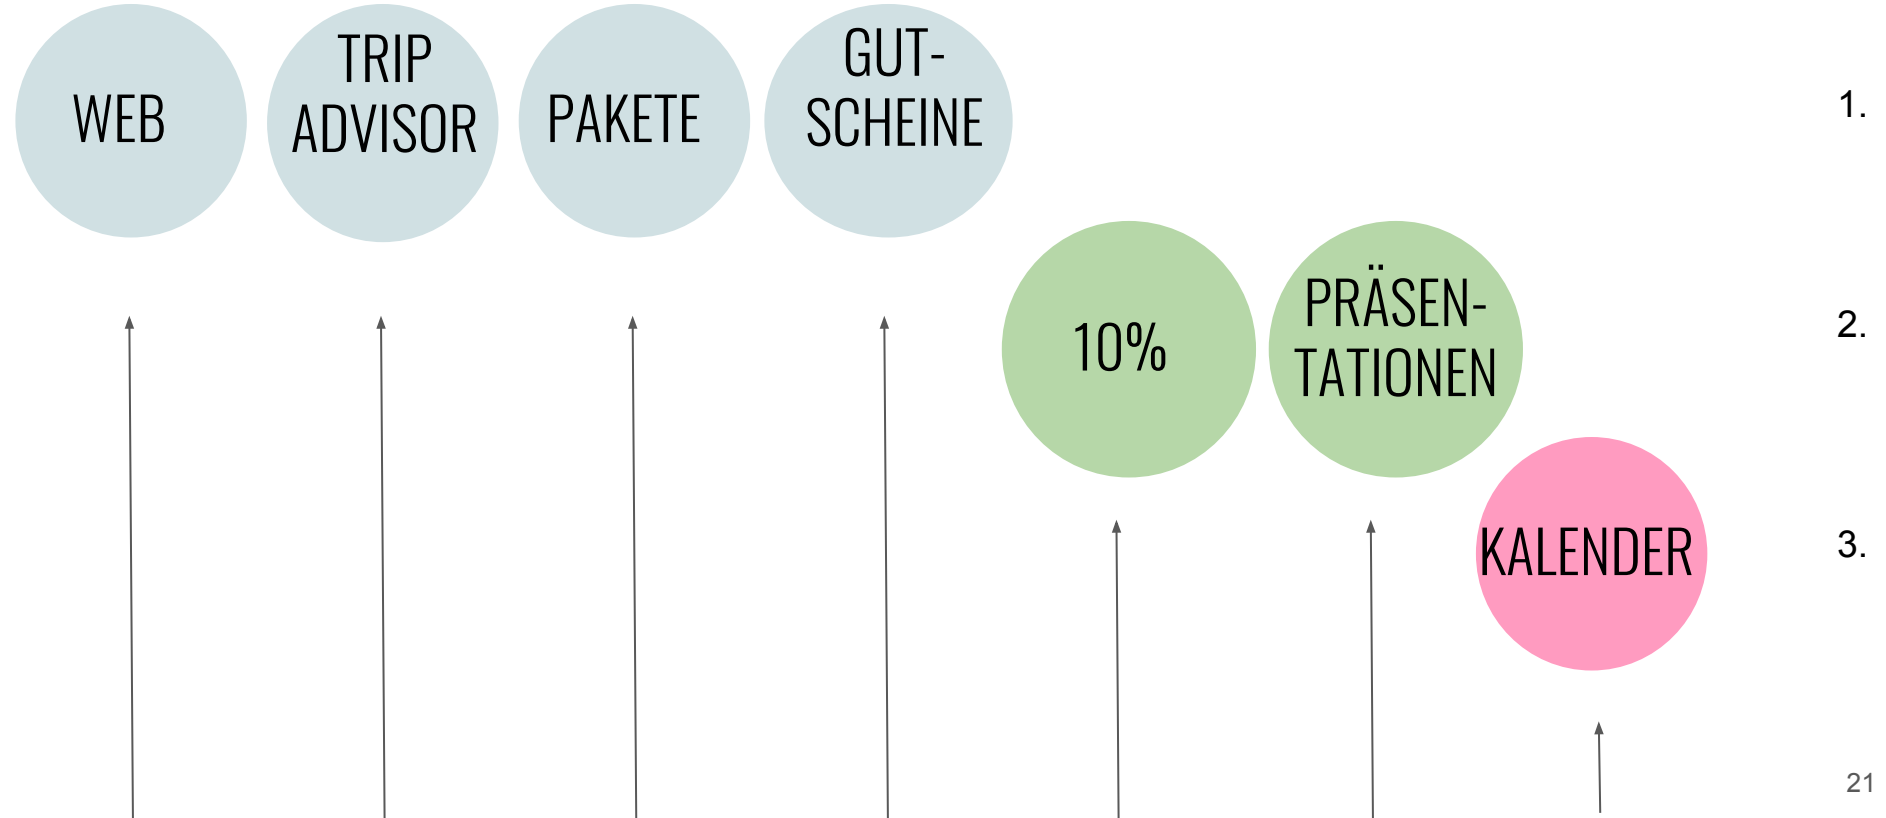 WEB
TRIP
ADVISOR
PAKETE
GUT-
SCHEINE
1.
10%
PRÄSEN-
TATIONEN
2.
KALENDER
3.
21